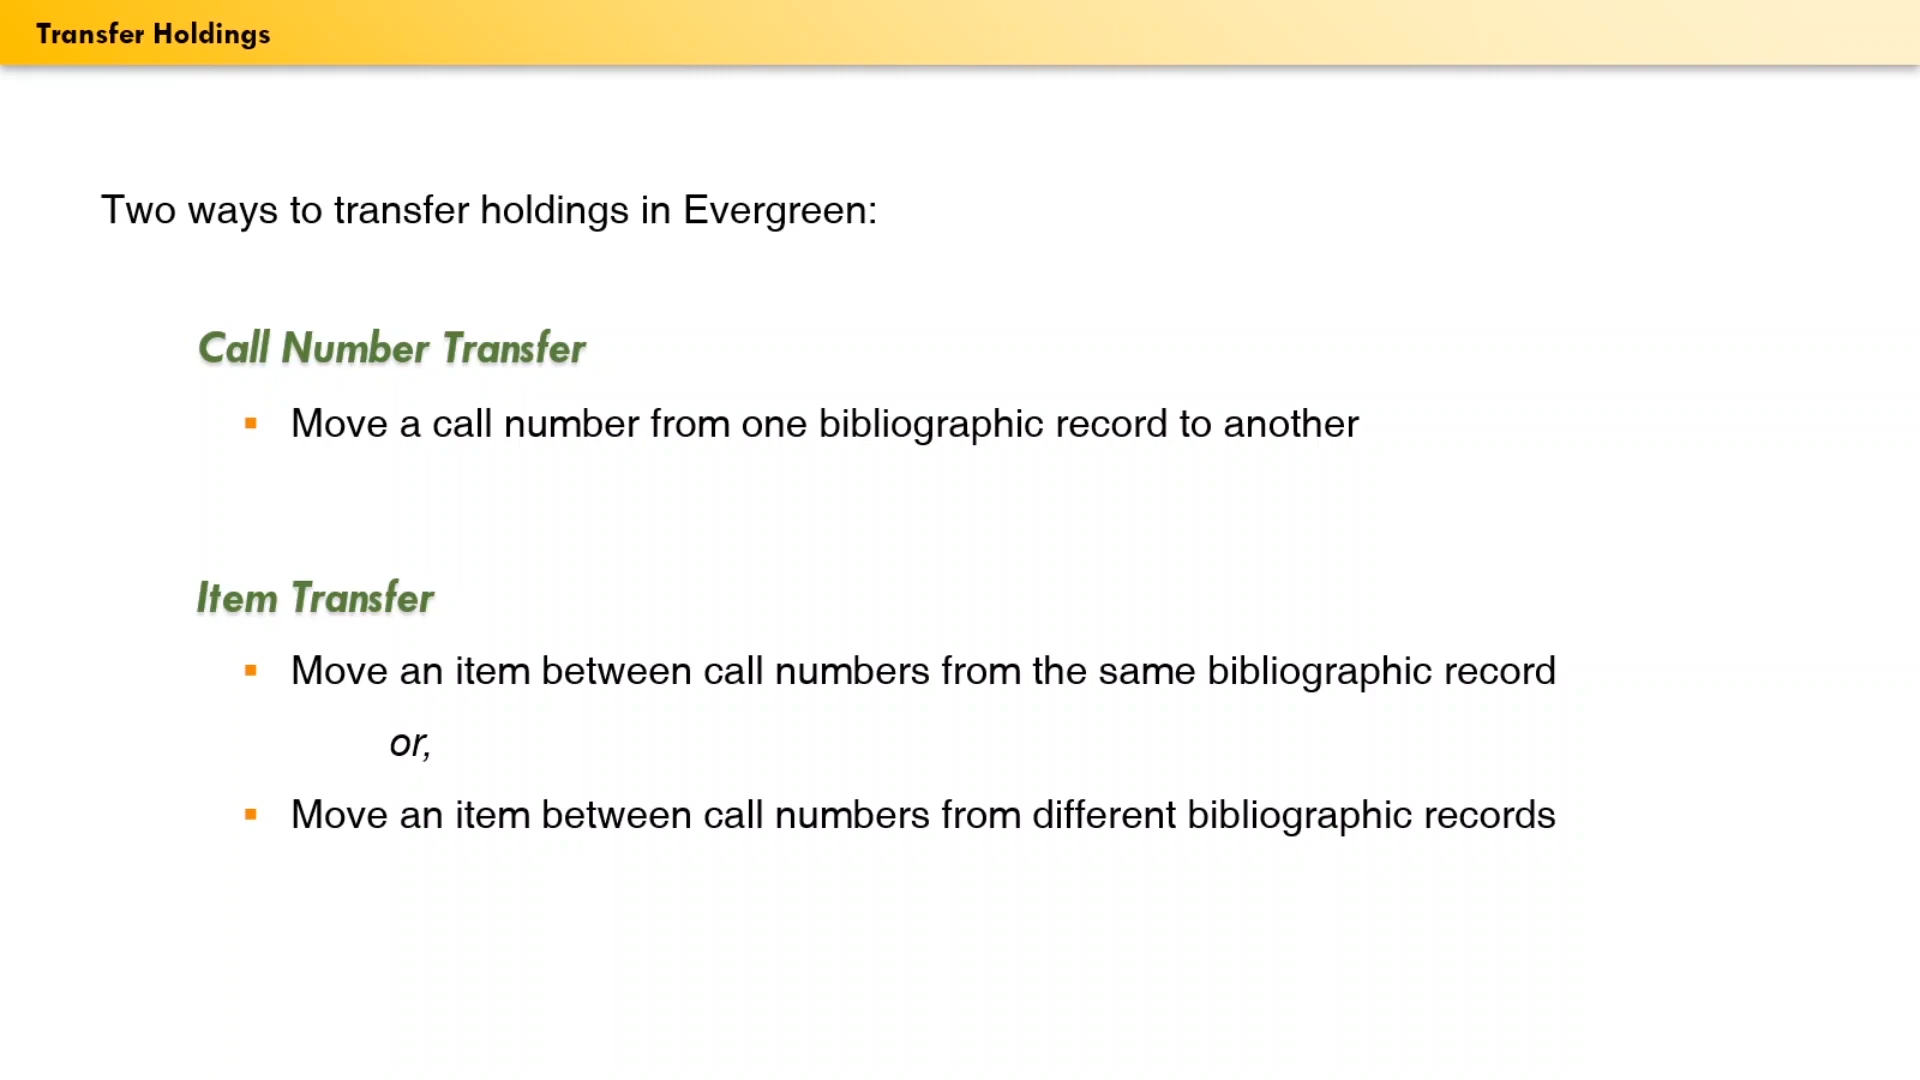 Transfer Holdings
Two ways to transfer holdings in Evergreen:
Call Number Transfer
▪ Move a call number from one bibliographic record to another
Item Transfer
▪ Move an item between call numbers from the same bibliographic record
or,
▪ Move an item between call numbers from different bibliographic records